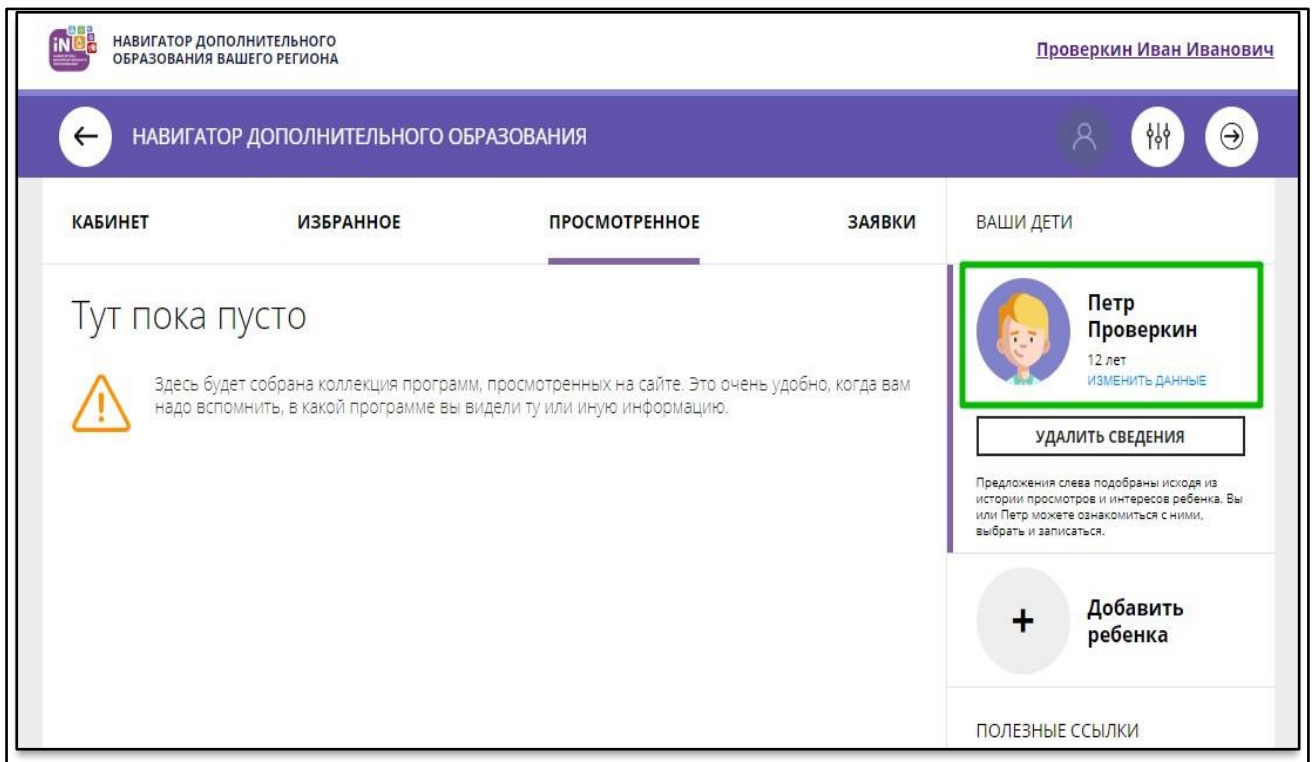 iN
НАВИГАТОР ДОПОЛНИТЕЛЬНОГО
ОБРАЗОВАНИЯ ВАШЕГО РЕГИОНА
Проверкин Иван Иванович
НАВИГАТОР ДОПОЛНИТЕЛЬНОГО ОБРАЗОВАНИЯ
КАБИНЕТ
ИЗБРАННОЕ
ПРОСМОТРЕННОЕ
ЗАЯВКИ
Тут пока пусто
Здесь будет собрана коллекция программ, просмотренных на сайте. Это очень удобно, когда вам
надо вспомнить, в какой программе вы видели ту или иную информацию.
ВАШИ ДЕТИ
Петр
Проверкин
12 лет
ИЗМЕНИТЬ ДАННЫЕ
УДАЛИТЬ СВЕДЕНИЯ
Предложения слева подобраны исходя из
истории просмотров и интересов ребенка. Вы
или Петр можете ознакомиться с ними,
выбрать и записаться.
+
Добавить
ребенка
ПОЛЕЗНЫЕ ССЫЛКИ